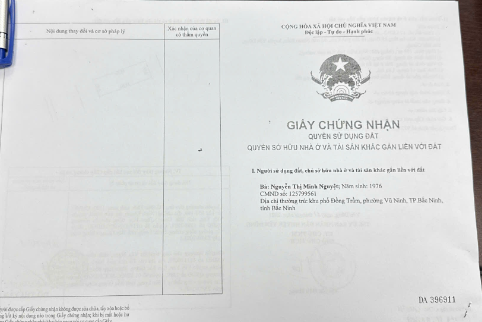 Nội dung thay đổi và cơ sở pháp lý
Xác nhận của cơ quan
có thẩm quyền
CỘNG HÒA XÃ HỘI CHỦ NGHĨA VIỆT NAM
Độc lập - Tự do - Hạnh phúc
GIẤY CHỨNG NHẬN
QUYỀN SỬ DỤNG ĐẤT
QUYỀN SỞ HỮU NHÀ Ở VÀ TÀI SẢN KHÁC GẮN LIỀN VỚI ĐẤT
I. Người sử dụng đất, chủ sở hữu nhà ở và tài sản khác gắn liền với đất
Bà: Nguyễn Thị Minh Nguyệt; Năm sinh: 1976
CMND số: 125799561
Địa chỉ thường trú: khu phố Đồng Trầm, phường Vũ Ninh, TP Bắc Ninh,
tỉnh Bắc Ninh
DA 396911